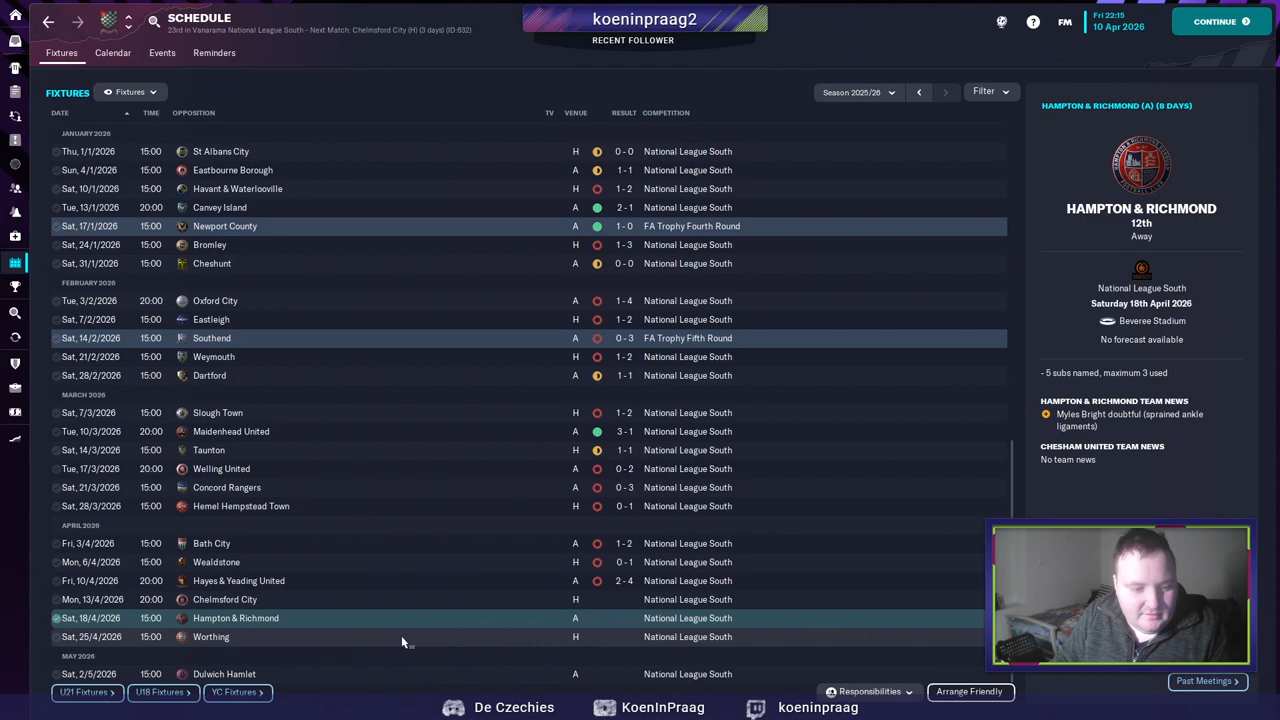 SCHEDULE
23rd in Vanarama National League South - Next Match: Chelmsford City (H) (3 days) (ID:632)
koeninpraag2
RECENT FOLLOWER
FM
Fri 22:15
10 Apr 2026
CONTINUE
Fixtures Calendar Events Reminders
FIXTURES Fixtures Season 2025/26 Filter
DATE TIME OPPOSITION TV VENUE RESULT COMPETITION
JANUARY 2026
Thu, 1/1/2026 15:00 St Albans City H 0 - 0 National League South
Sun, 4/1/2026 15:00 Eastbourne Borough A 1 - 1 National League South
Sat, 10/1/2026 15:00 Havant & Waterlooville H 1 - 2 National League South
Tue, 13/1/2026 20:00 Canvey Island A 2 - 1 National League South
Sat, 17/1/2026 15:00 Newport County A 1 - 0 FA Trophy Fourth Round
Sat, 24/1/2026 15:00 Bromley H 1 - 3 National League South
Sat, 31/1/2026 15:00 Cheshunt A 0 - 0 National League South
FEBRUARY 2026
Tue, 3/2/2026 20:00 Oxford City A 1 - 4 National League South
Sat, 7/2/2026 15:00 Eastleigh H 1 - 2 National League South
Sat, 14/2/2026 15:00 Southend A 0 - 3 FA Trophy Fifth Round
Sat, 21/2/2026 15:00 Weymouth H 1 - 2 National League South
Sat, 28/2/2026 15:00 Dartford A 1 - 1 National League South
MARCH 2026
Sat, 7/3/2026 15:00 Slough Town H 1 - 2 National League South
Tue, 10/3/2026 20:00 Maidenhead United A 3 - 1 National League South
Sat, 14/3/2026 15:00 Taunton H 1 - 1 National League South
Tue, 17/3/2026 20:00 Welling United A 0 - 2 National League South
Sat, 21/3/2026 15:00 Concord Rangers A 0 - 3 National League South
Sat, 28/3/2026 15:00 Hemel Hempstead Town H 0 - 1 National League South
APRIL 2026
Fri, 3/4/2026 15:00 Bath City A 1 - 2 National League South
Mon, 6/4/2026 15:00 Wealdstone H 0 - 1 National League South
Fri, 10/4/2026 20:00 Hayes & Yeading United A 2 - 4 National League South
Mon, 13/4/2026 20:00 Chelmsford City H National League South
Sat, 18/4/2026 15:00 Hampton & Richmond A National League South
Sat, 25/4/2026 15:00 Worthing H National League South
MAY 2026
Sat, 2/5/2026 15:00 Dulwich Hamlet A National League South
U21 Fixtures > U18 Fixtures > YC Fixtures > Responsibilities Arrange Friendly
HAMPTON & RICHMOND (A) (8 DAYS)
HAMPTON & RICHMOND
12th
Away
National League South
Saturday 18th April 2026
Beveree Stadium
No forecast available
- 5 subs named, maximum 3 used
HAMPTON & RICHMOND TEAM NEWS
Myles Bright doubtful (sprained ankle
ligaments)
CHESHAM UNITED TEAM NEWS
No team news
Past Meetings >
De Czechies KoenInPraag koeninpraag